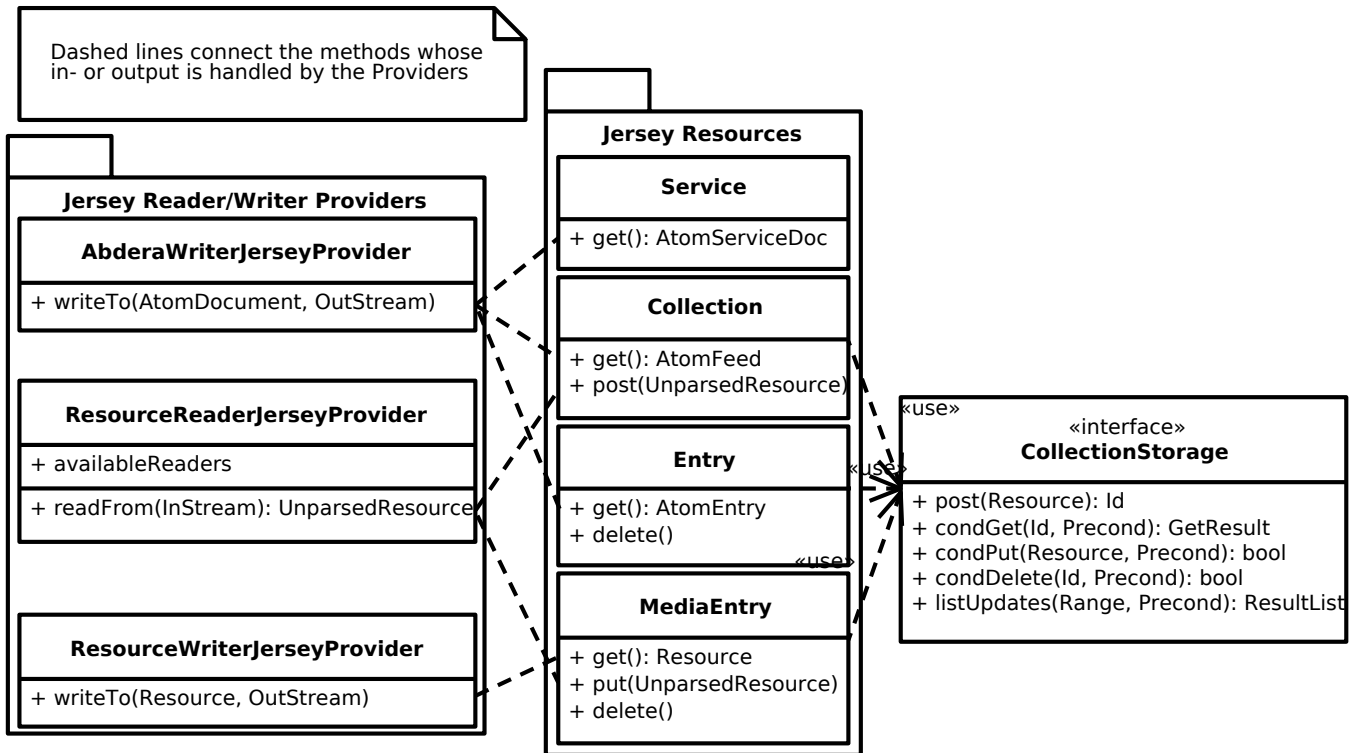 Dashed lines connect the methods whose
in- or output is handled by the Providers
Jersey Reader/Writer Providers
AbderaWriterJerseyProvider
+ writeTo(AtomDocument, OutStream)
ResourceReaderJerseyProvider
+ availableReaders
+ readFrom(InStream): UnparsedResource
ResourceWriterJerseyProvider
+ writeTo(Resource, OutStream)
Jersey Resources
Service
+ get(): AtomServiceDoc
Collection
+ get(): AtomFeed
+ post(UnparsedResource)
Entry
+ get(): AtomEntry
+ delete()
MediaEntry
+ get(): Resource
+ put(UnparsedResource)
+ delete()
«use»
«use»
«use»
«interface»
CollectionStorage
+ post(Resource): Id
+ condGet(Id, Precond): GetResult
+ condPut(Resource, Precond): bool
+ condDelete(Id, Precond): bool
+ listUpdates(Range, Precond): ResultList